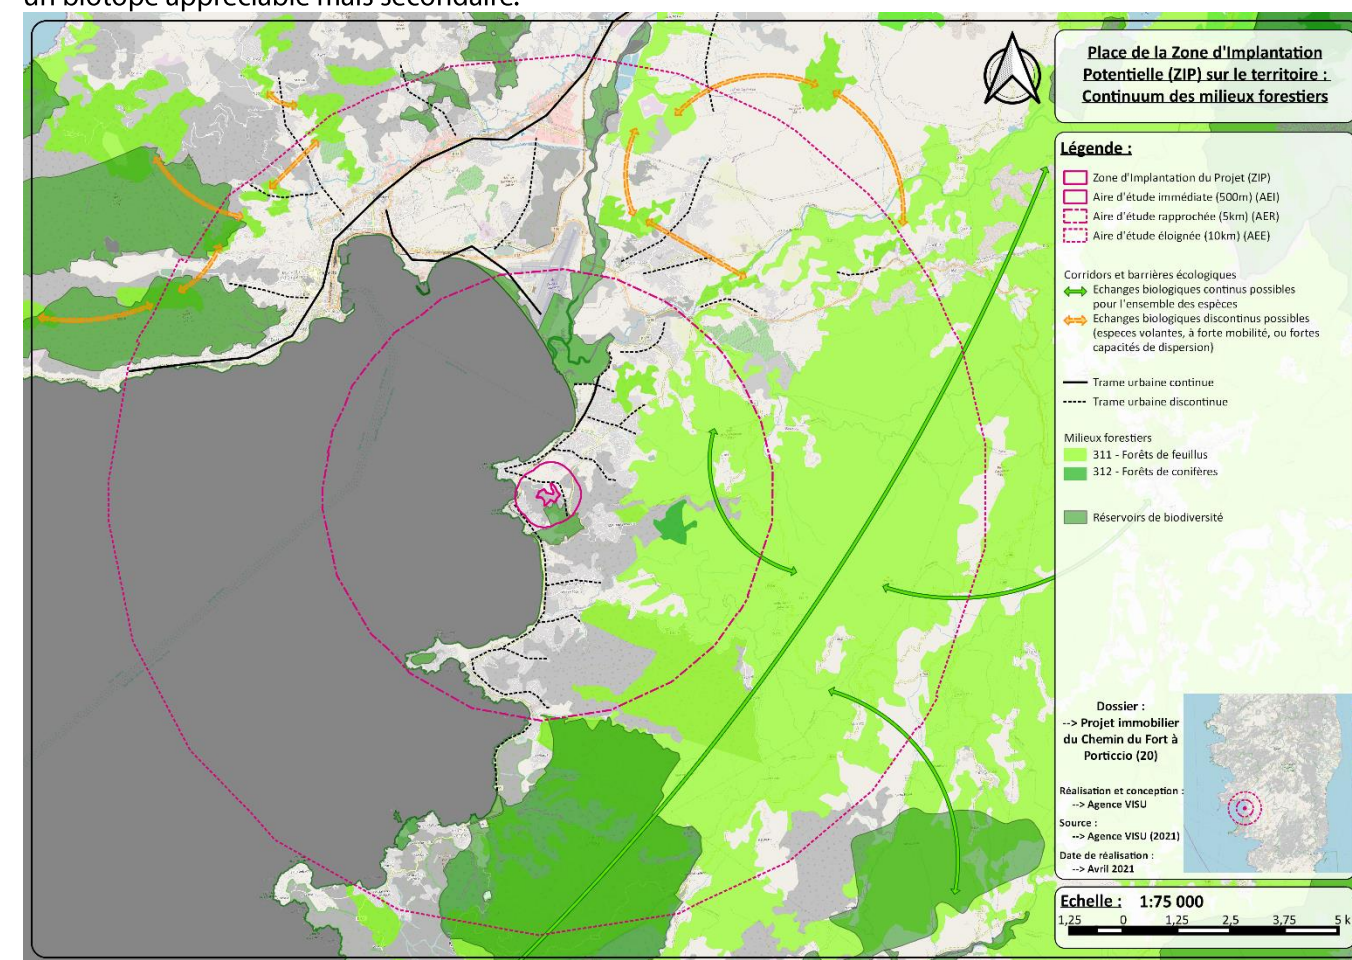 un biotope appréciable mais secondaire.
Place de la Zone d'Implantation
Potentielle (ZIP) sur le territoire :
Continuum des milieux forestiers
Légende :
Zone d'Implantation du Projet (ZIP)
Aire d'étude immédiate (500m) (AEI)
Aire d'étude rapprochée (5km) (AER)
Aire d'étude éloignée (10km) (AEE)
Corridors et barrières écologiques
Echanges biologiques continus possibles
pour l'ensemble des espèces
Echanges biologiques discontinus possibles
(especes volantes, à forte mobilité, ou fortes
capacités de dispersion)
Trame urbaine continue
Trame urbaine discontinue
Milieux forestiers
311 - Forêts de feuillus
312 - Forêts de conifères
Réservoirs de biodiversité
Dossier :
--> Projet immobilier
du Chemin du Fort à
Porticcio (20)
Réalisation et conception :
--> Agence VISU
Source :
--> Agence VISU (2021)
Date de réalisation :
--> Avril 2021
Echelle : 1:75 000
1,25 0 1,25 2,5 3,75 5 k